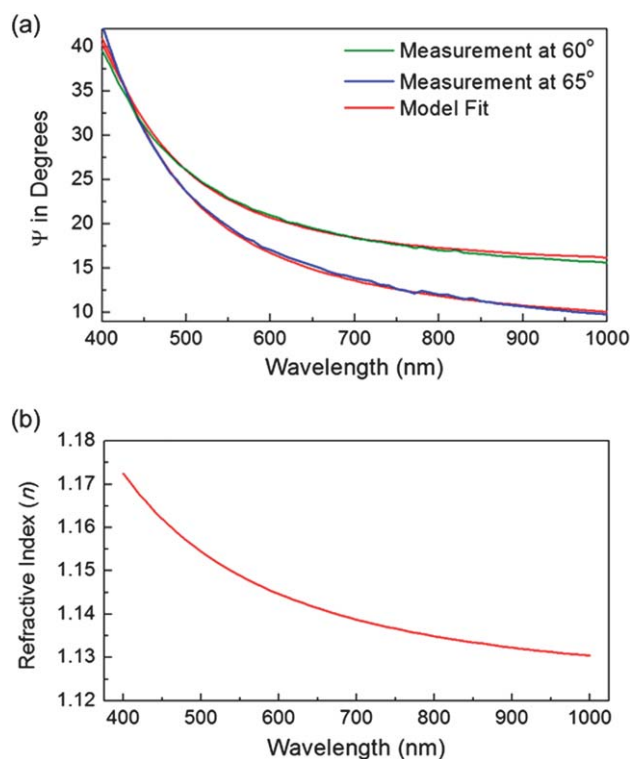 (a)
40
35
30
25
20
15
10
Ψ in Degrees
Measurement at 60°
Measurement at 65°
Model Fit
400 500 600 700 800 900 1000
Wavelength (nm)
(b)
1.18
1.17
1.16
1.15
1.14
1.13
1.12
Refractive Index (n)
400 500 600 700 800 900 1000
Wavelength (nm)